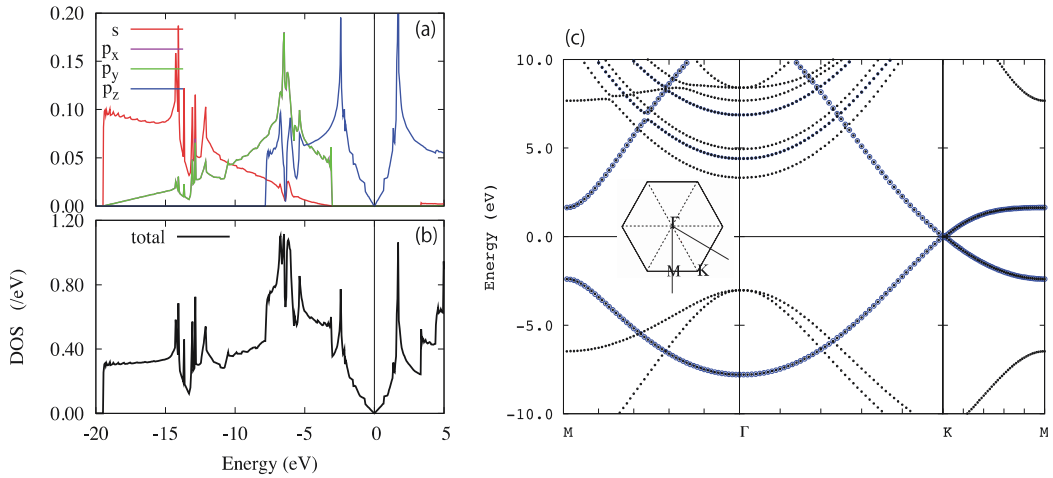 (a)
0.20
0.15
0.10
0.05
0.00
s
p_x
p_y
p_z
(b)
1.20
0.80
0.40
0.00
total
DOS (/eV)
-20 -15 -10 -5 0 5
Energy (eV)
(c)
10.0
5.0
0.0
-5.0
-10.0
Energy (eV)
Γ
M K
M Γ K M